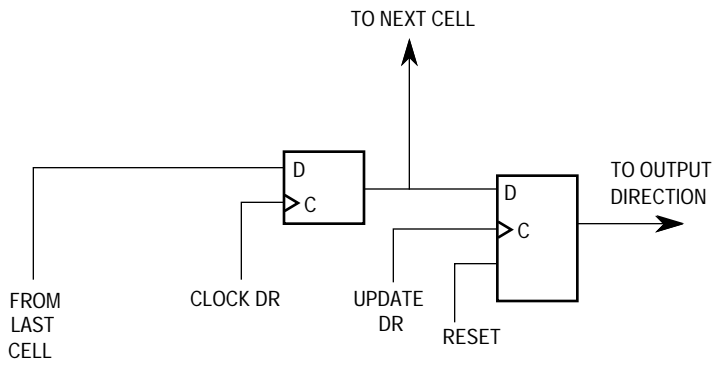 TO NEXT CELL
D
C
TO OUTPUT
DIRECTION
D
C
FROM
LAST
CELL
CLOCK DR
UPDATE
DR
RESET